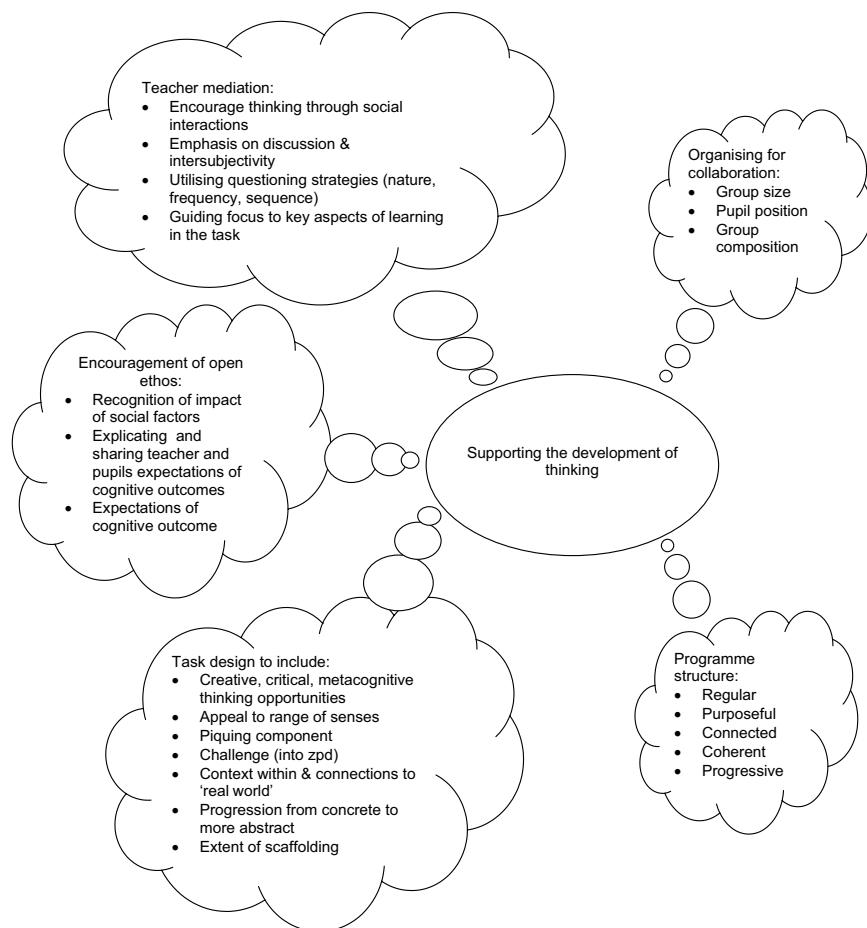 Teacher mediation:
• Encourage thinking through social
interactions
• Emphasis on discussion &
intersubjectivity
• Utilising questioning strategies (nature,
frequency, sequence)
• Guiding focus to key aspects of learning
in the task
Organising for
collaboration:
• Group size
• Pupil position
• Group
composition
Encouragement of open
ethos:
• Recognition of impact
of social factors
• Explicating and
sharing teacher and
pupils expectations of
cognitive outcomes
• Expectations of
cognitive outcome
Supporting the development of
thinking
Task design to include:
• Creative, critical, metacognitive
thinking opportunities
• Appeal to range of senses
• Piquing component
• Challenge (into zpd)
• Context within & connections to
‘real world’
• Progression from concrete to
more abstract
• Extent of scaffolding
Programme
structure:
• Regular
• Purposeful
• Connected
• Coherent
• Progressive